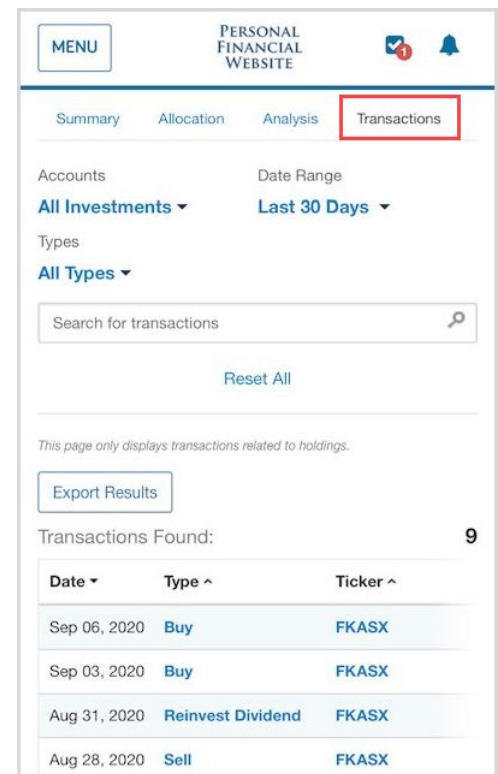 MENU
PERSONAL
FINANCIAL
WEBSITE
1
Summary Allocation Analysis Transactions
Accounts Date Range
All Investments Last 30 Days
Types
All Types
Search for transactions
Reset All
This page only displays transactions related to holdings.
Export Results
Transactions Found: 9
Date Type Ticker
Sep 06, 2020 Buy FKASX
Sep 03, 2020 Buy FKASX
Aug 31, 2020 Reinvest Dividend FKASX
Aug 28, 2020 Sell FKASX